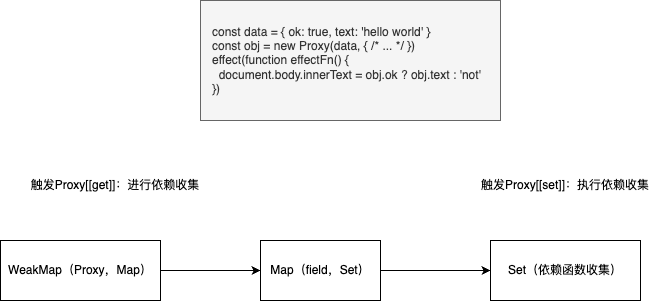 const data = { ok: true, text: 'hello world' }
const obj = new Proxy(data, { /* ... */ })
effect(function effectFn() {
  document.body.innerText = obj.ok ? obj.text : 'not'
})
触发Proxy[[get]]：进行依赖收集
触发Proxy[[set]]：执行依赖收集
WeakMap（Proxy，Map）
Map（field，Set）
Set（依赖函数收集）